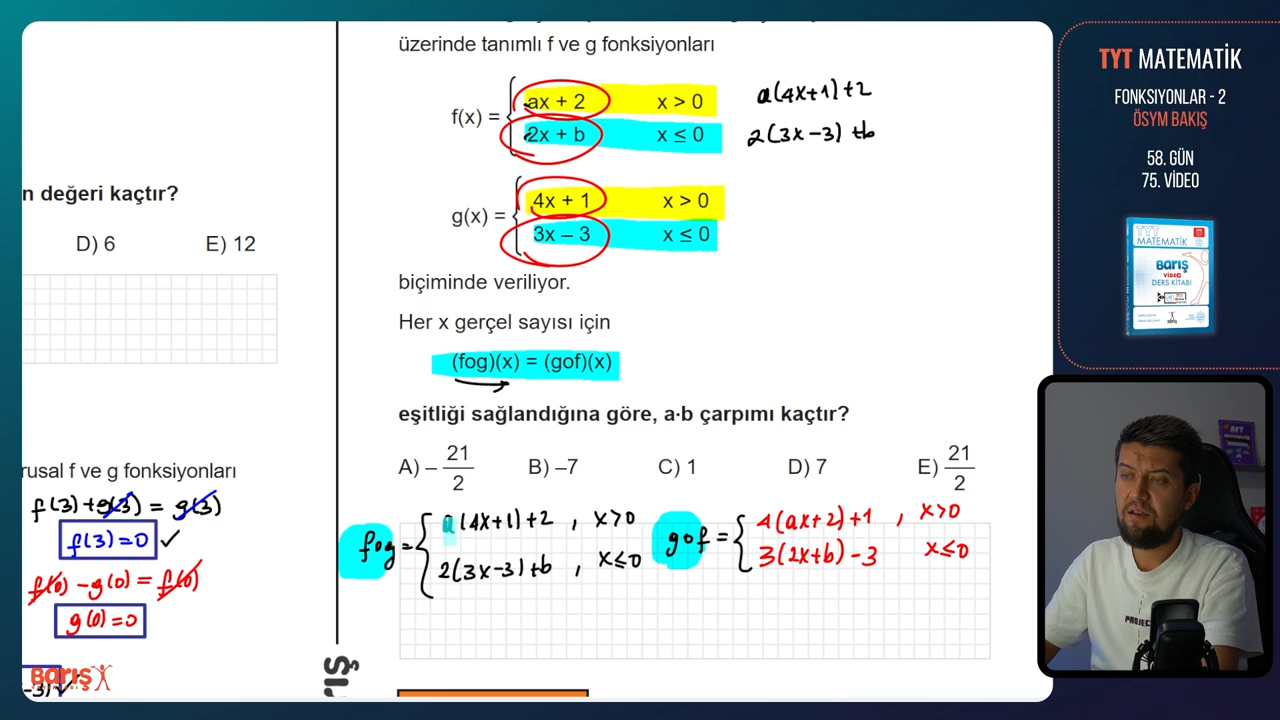 n değeri kaçtır?
D) 6 E) 12
rusal f ve g fonksiyonları
f(3)+g(3) = g(3)
f(3)=0 ✓
f(0) - g(0) = f(0)
g(0)=0
BARIŞ
üzerinde tanımlı f ve g fonksiyonları
f(x) = { ax + 2 x > 0 a(4x+1)+2
2x + b x ≤ 0 2(3x-3)+b
g(x) = { 4x + 1 x > 0
3x – 3 x ≤ 0
biçiminde veriliyor.
Her x gerçel sayısı için
(fog)(x) = (gof)(x)
eşitliği sağlandığına göre, a·b çarpımı kaçtır?
A) – 21/2 B) –7 C) 1 D) 7 E) 21/2
fog = { a(4x+1)+2 , x>0
2(3x-3)+b , x≤0
gof = { 4(ax+2)+1 , x>0
3(2x+b)-3 x≤0
TYT MATEMATİK
FONKSIYONLAR - 2
ÖSYM BAKIŞ
58. GÜN
75. VİDEO
TYT
MATEMATİK
BARIŞ
VİDEO
DERS KİTABI
PROJEC